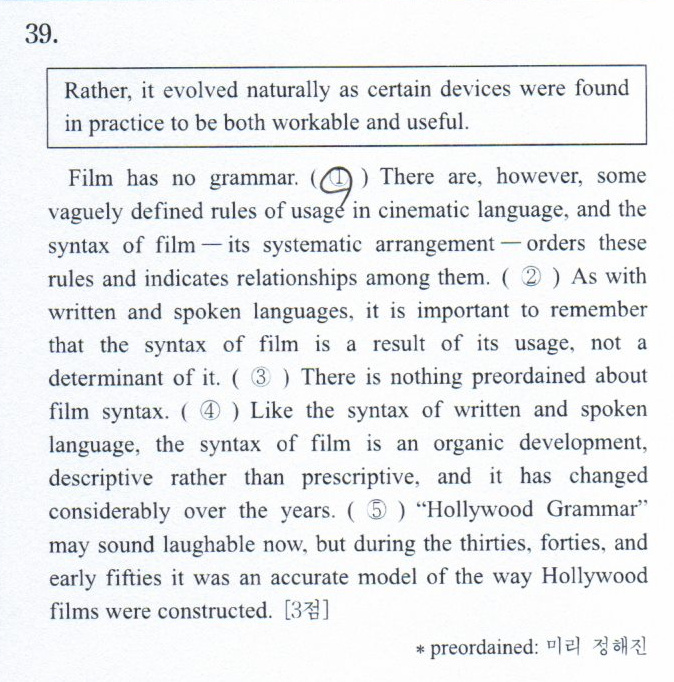 39.
Rather, it evolved naturally as certain devices were found
in practice to be both workable and useful.
Film has no grammar. ( ① ) There are, however, some
vaguely defined rules of usage in cinematic language, and the
syntax of film — its systematic arrangement — orders these
rules and indicates relationships among them. ( ② ) As with
written and spoken languages, it is important to remember
that the syntax of film is a result of its usage, not a
determinant of it. ( ③ ) There is nothing preordained about
film syntax. ( ④ ) Like the syntax of written and spoken
language, the syntax of film is an organic development,
descriptive rather than prescriptive, and it has changed
considerably over the years. ( ⑤ ) “Hollywood Grammar”
may sound laughable now, but during the thirties, forties, and
early fifties it was an accurate model of the way Hollywood
films were constructed. [3점]
* preordained: 미리 정해진